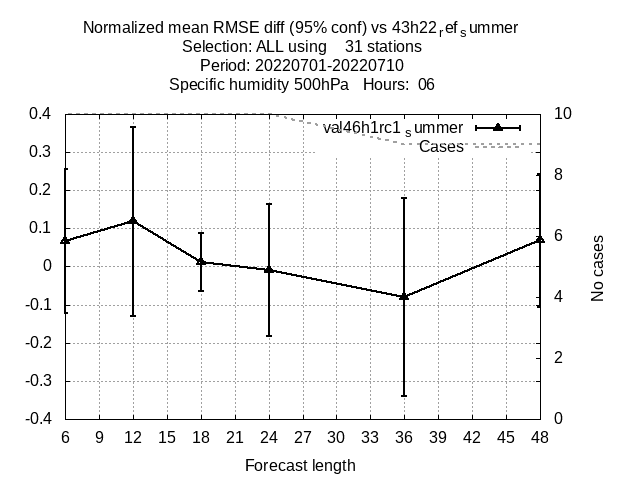 Normalized mean RMSE diff (95% conf) vs 43h22ref_summer
Selection: ALL using 31 stations
Period: 20220701-20220710
Specific humidity 500hPa Hours: 06
val46h1rc1summer
Cases
0.4
0.3
0.2
0.1
0
-0.1
-0.2
-0.3
-0.4
10
8
6
4
2
0
No cases
6 9 12 15 18 21 24 27 30 33 36 39 42 45 48
Forecast length